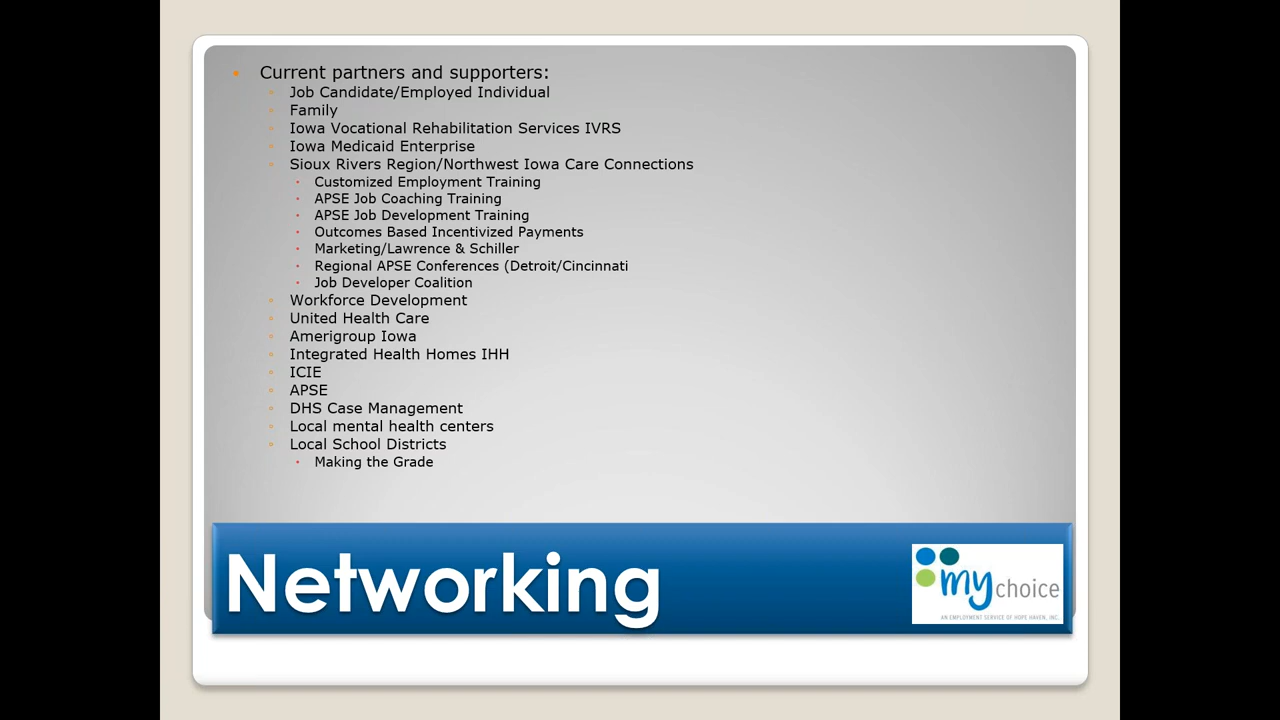 Current partners and supporters:
Job Candidate/Employed Individual
Family
Iowa Vocational Rehabilitation Services IVRS
Iowa Medicaid Enterprise
Sioux Rivers Region/Northwest Iowa Care Connections
Customized Employment Training
APSE Job Coaching Training
APSE Job Development Training
Outcomes Based Incentivized Payments
Marketing/Lawrence & Schiller
Regional APSE Conferences (Detroit/Cincinnati
Job Developer Coalition
Workforce Development
United Health Care
Amerigroup Iowa
Integrated Health Homes IHH
ICIE
APSE
DHS Case Management
Local mental health centers
Local School Districts
Making the Grade
Networking
my choice
AN EMPLOYMENT SERVICE OF HOPE HAVEN, INC.